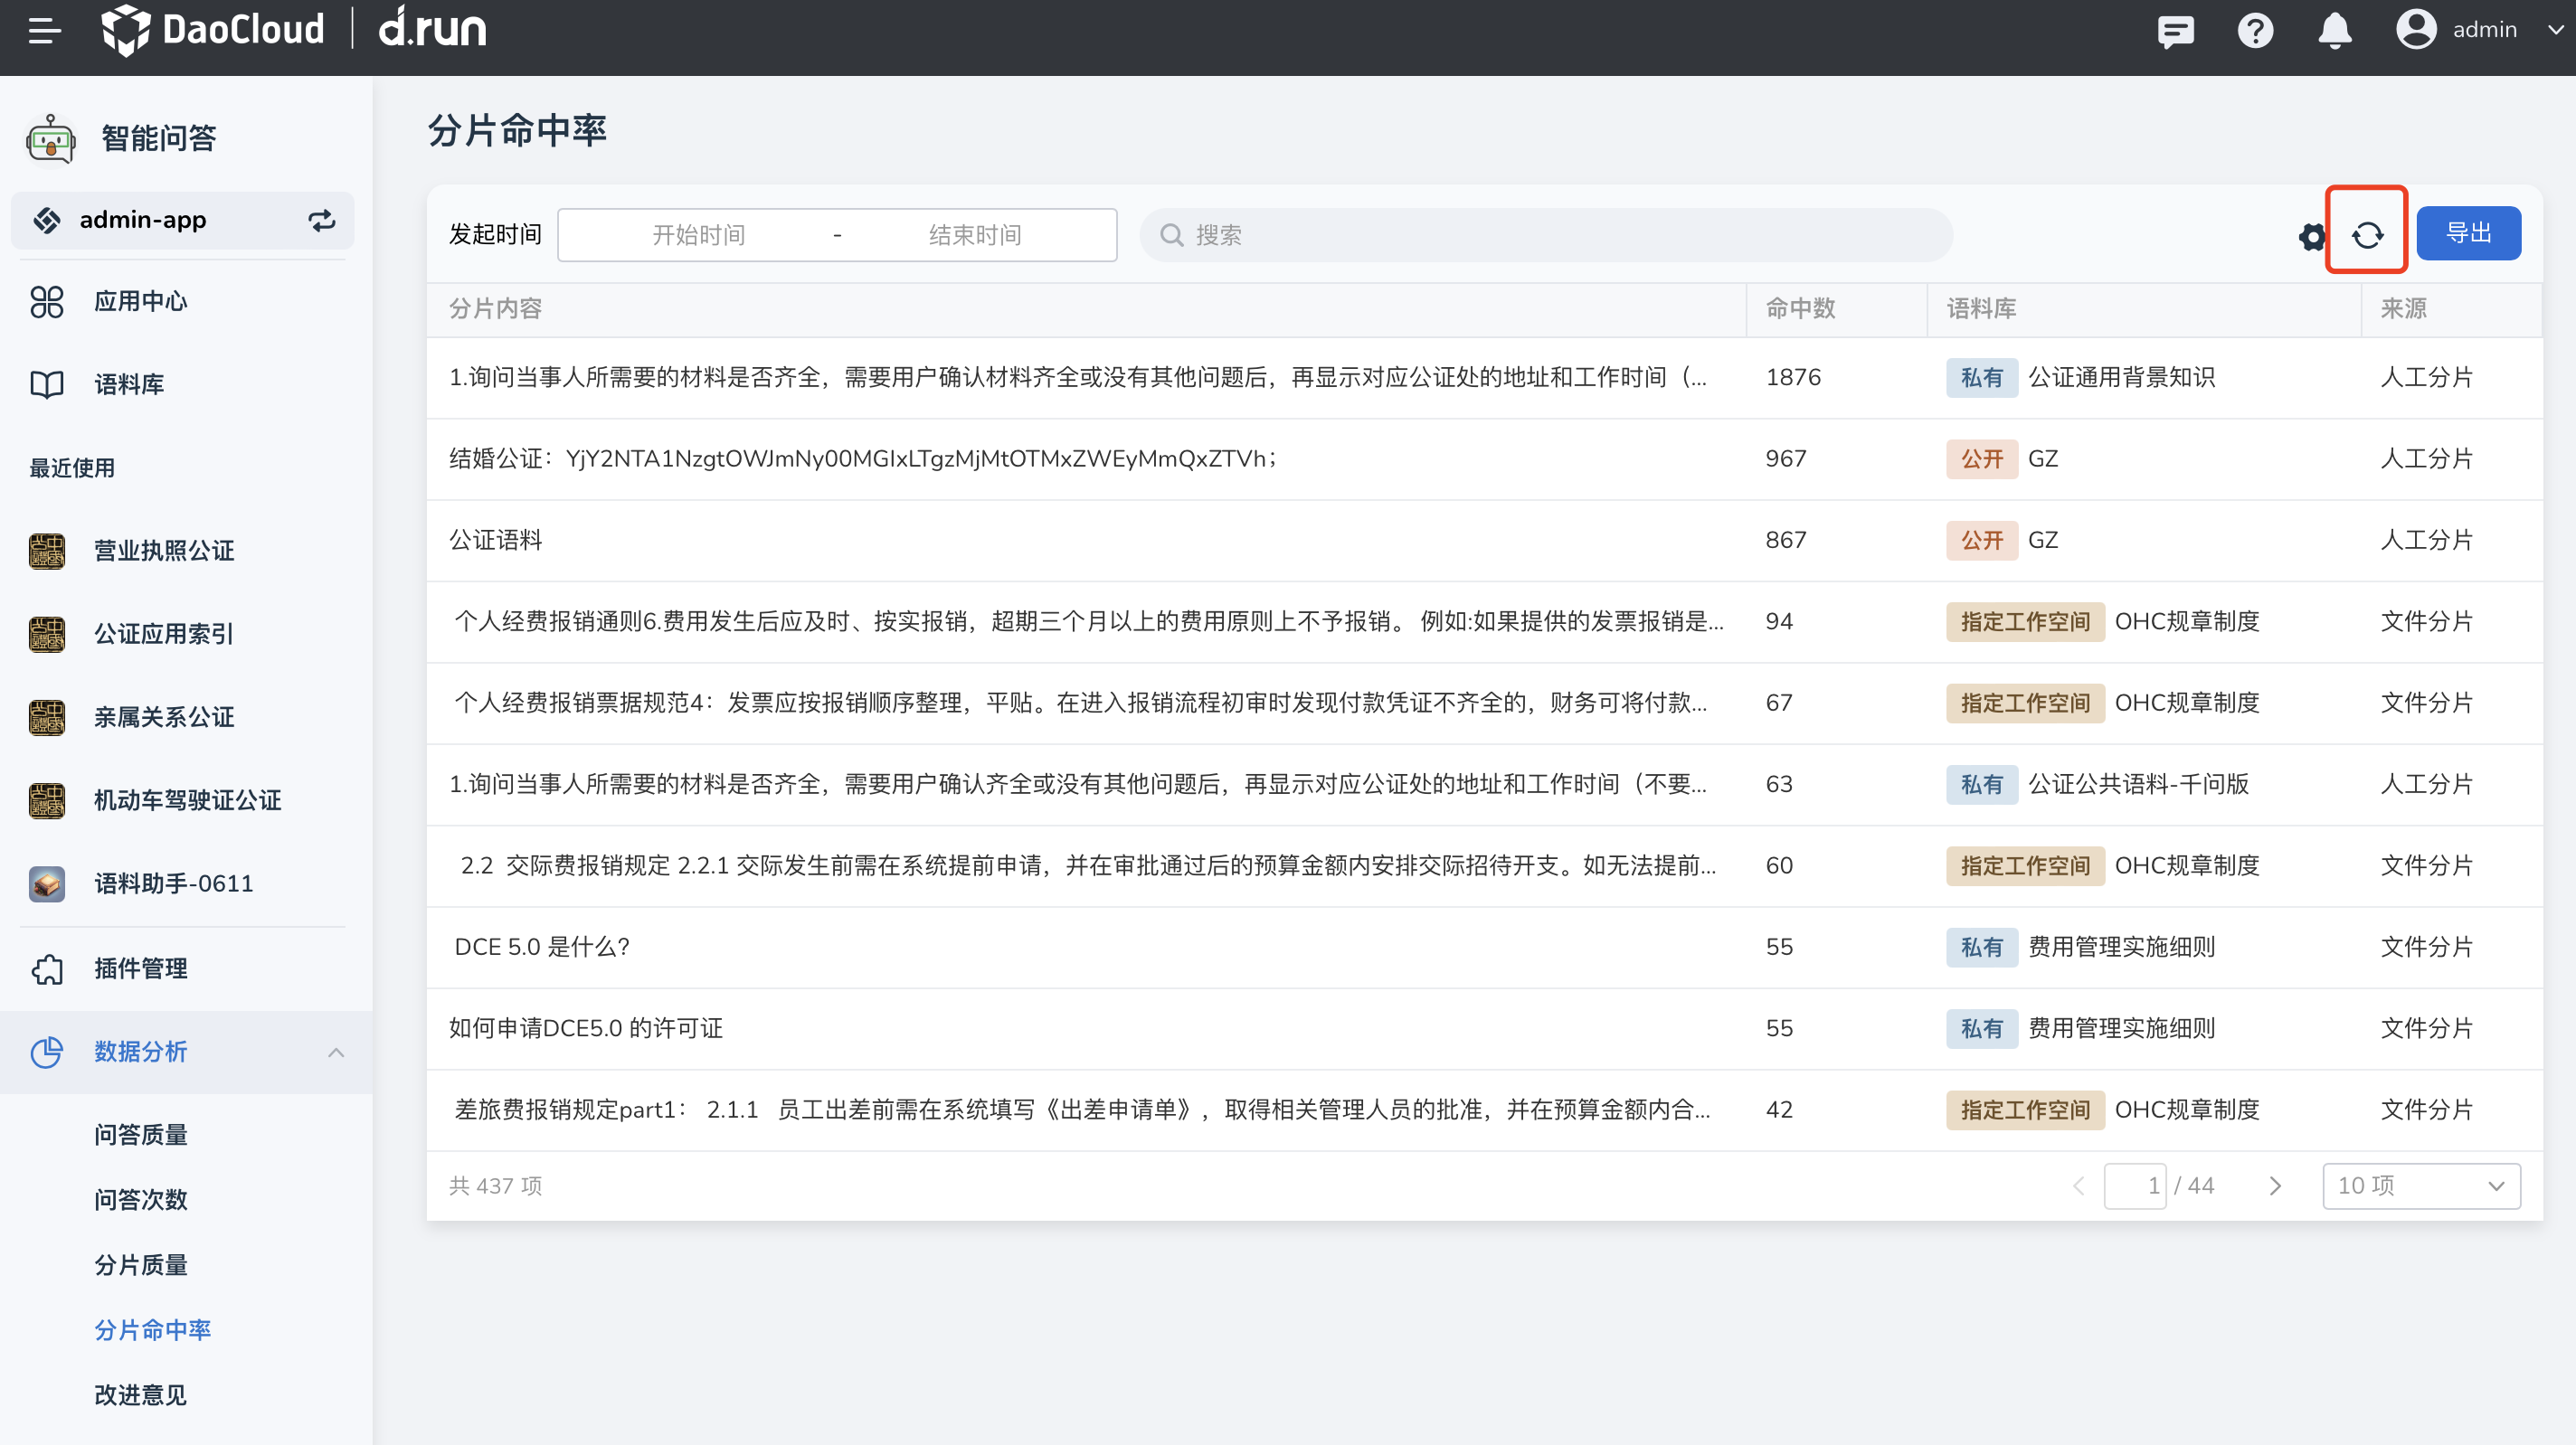 DaoCloud | d.run
admin
智能问答
admin-app
应用中心
语料库
最近使用
营业执照公证
公证应用索引
亲属关系公证
机动车驾驶证公证
语料助手-0611
插件管理
数据分析
问答质量
问答次数
分片质量
分片命中率
改进意见
分片命中率
发起时间 开始时间 - 结束时间 搜索 导出
分片内容 命中数 语料库 来源
1.询问当事人所需要的材料是否齐全，需要用户确认材料齐全或没有其他问题后，再显示对应公证处的地址和工作时间（... 1876 私有 公证通用背景知识 人工分片
结婚公证：YjY2NTA1NzgtOWJmNy00MGIxLTgzMjMtOTMxZWEyMmQxZTVh； 967 公开 GZ 人工分片
公证语料 867 公开 GZ 人工分片
个人经费报销通则6.费用发生后应及时、按实报销，超期三个月以上的费用原则上不予报销。 例如:如果提供的发票报销是... 94 指定工作空间 OHC规章制度 文件分片
个人经费报销票据规范4：发票应按报销顺序整理，平贴。在进入报销流程初审时发现付款凭证不齐全的，财务可将付款... 67 指定工作空间 OHC规章制度 文件分片
1.询问当事人所需要的材料是否齐全，需要用户确认齐全或没有其他问题后，再显示对应公证处的地址和工作时间（不要... 63 私有 公证公共语料-千问版 人工分片
2.2 交际费报销规定 2.2.1 交际发生前需在系统提前申请，并在审批通过后的预算金额内安排交际招待开支。如无法提前... 60 指定工作空间 OHC规章制度 文件分片
DCE 5.0 是什么？ 55 私有 费用管理实施细则 文件分片
如何申请DCE5.0 的许可证 55 私有 费用管理实施细则 文件分片
差旅费报销规定part1： 2.1.1 员工出差前需在系统填写《出差申请单》，取得相关管理人员的批准，并在预算金额内合... 42 指定工作空间 OHC规章制度 文件分片
共 437 项 1 / 44 10 项